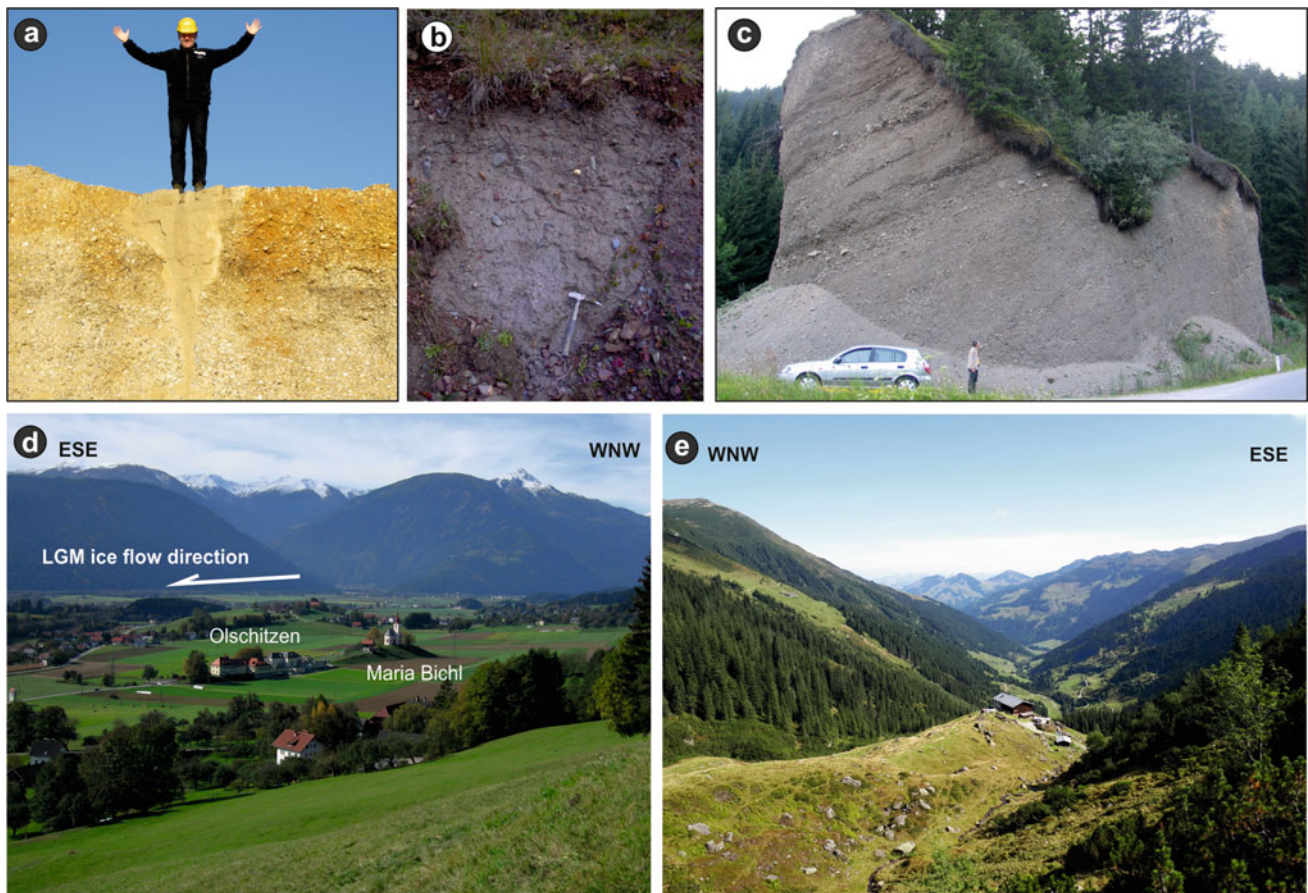 a
b
c
d
ESE
WNW
LGM ice flow direction
Olschitzen
Maria Bichl
e
WNW
ESE